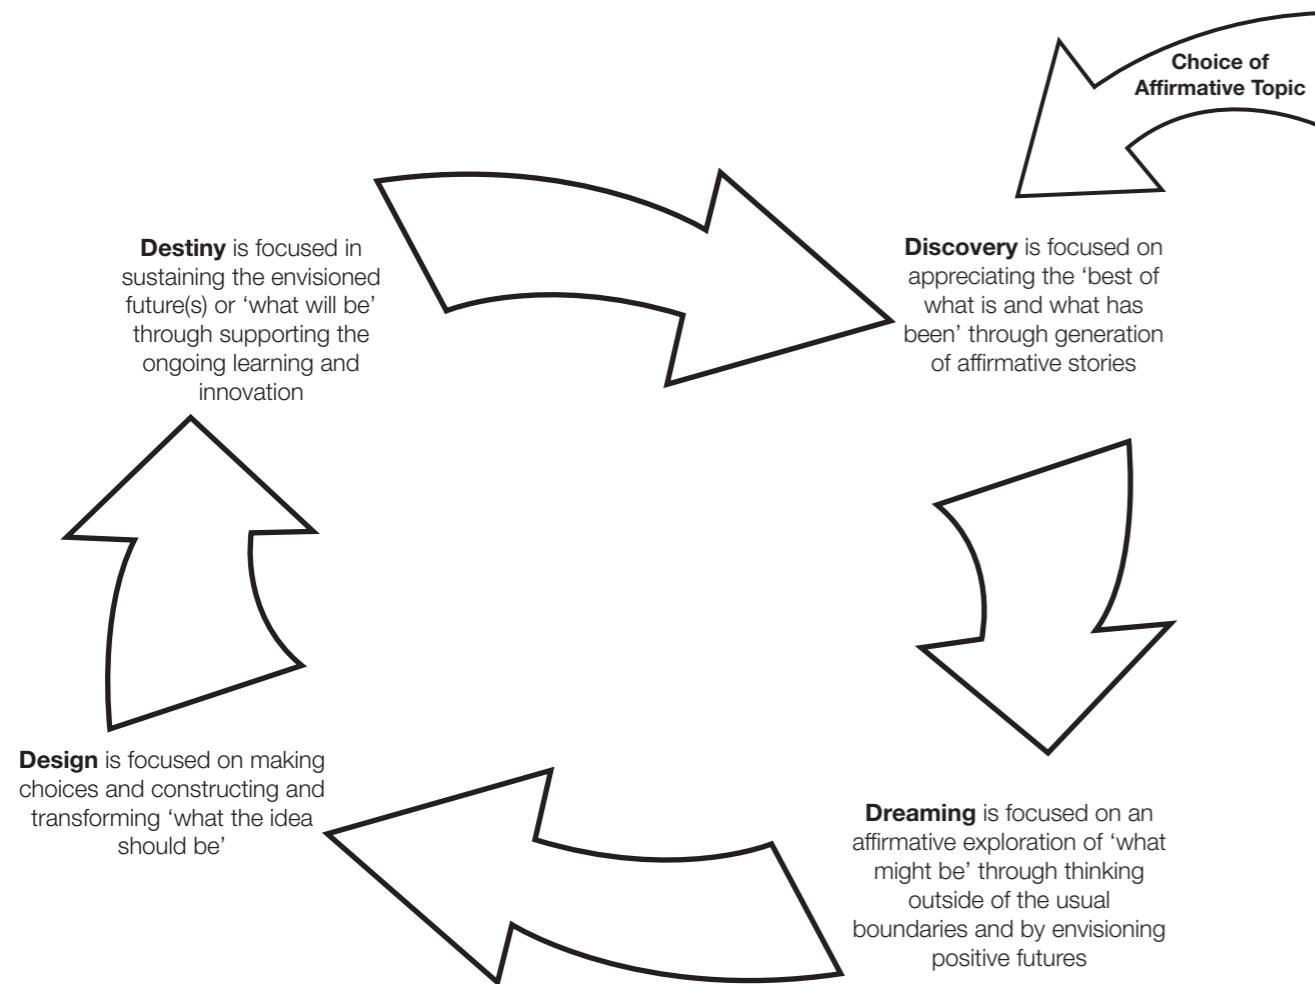 Choice of
Affirmative Topic
Destiny is focused in
sustaining the envisioned
future(s) or ‘what will be’
through supporting the
ongoing learning and
innovation
Discovery is focused on
appreciating the ‘best of
what is and what has
been’ through generation
of affirmative stories
Design is focused on making
choices and constructing and
transforming ‘what the idea
should be’
Dreaming is focused on an
affirmative exploration of ‘what
might be’ through thinking
outside of the usual
boundaries and by envisioning
positive futures